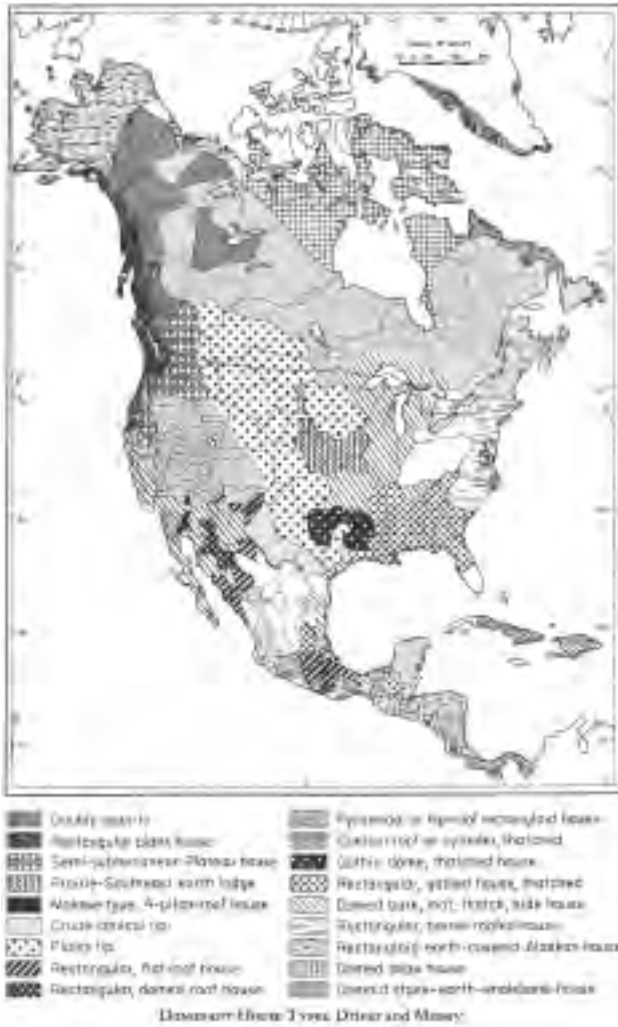 Double lean-to
Rectangular plank house
Semi-subterranean Plateau house
Prairie-Southeast earth lodge
Mohave type, 4-pitch-roof house
Crude conical tipi
Plains tipi
Rectangular, flat-roof house
Rectangular, domed roof house
Pyramidal or hip-roof rectangloid house
Conical roof on cylinder, thatched
Gothic dome, thatched house
Rectangular, gabled house, thatched
Domed bark, mat, thatch, hide house
Rectangular, barrel-roofed house
Rectangloid earth-covered Alaskan house
Domed snow house
Domed stone-earth-whalebone house
Dominant House Types, Driver and Massey